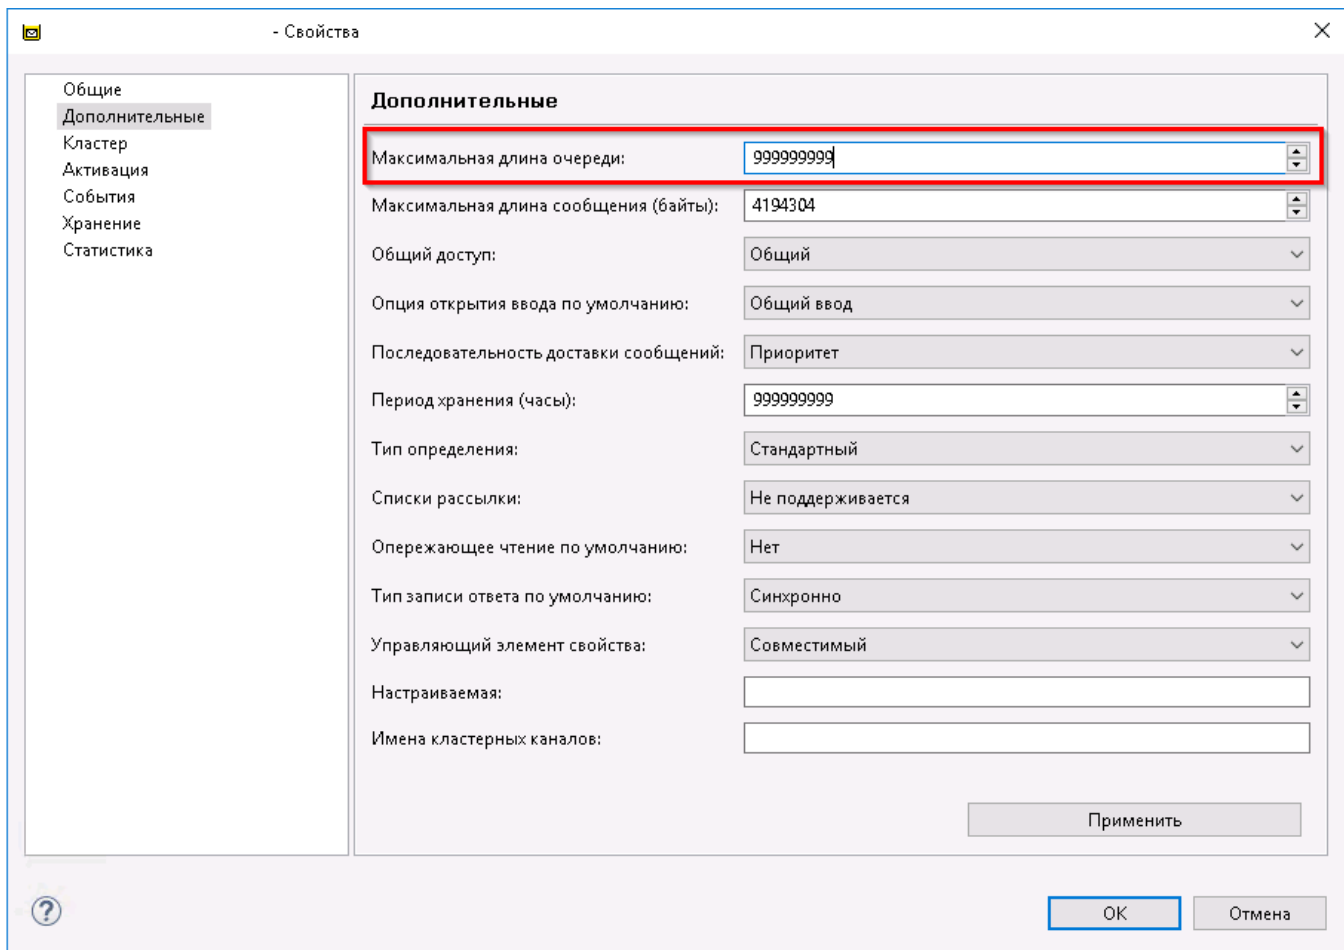 - Свойства
Общие
Дополнительные
Кластер
Активация
События
Хранение
Статистика
Дополнительные
Максимальная длина очереди: 999999999
Максимальная длина сообщения (байты): 4194304
Общий доступ: Общий
Опция открытия ввода по умолчанию: Общий ввод
Последовательность доставки сообщений: Приоритет
Период хранения (часы): 999999999
Тип определения: Стандартный
Списки рассылки: Не поддерживается
Опережающее чтение по умолчанию: Нет
Тип записи ответа по умолчанию: Синхронно
Управляющий элемент свойства: Совместимый
Настраиваемая:
Имена кластерных каналов:
Применить
? OK Отмена